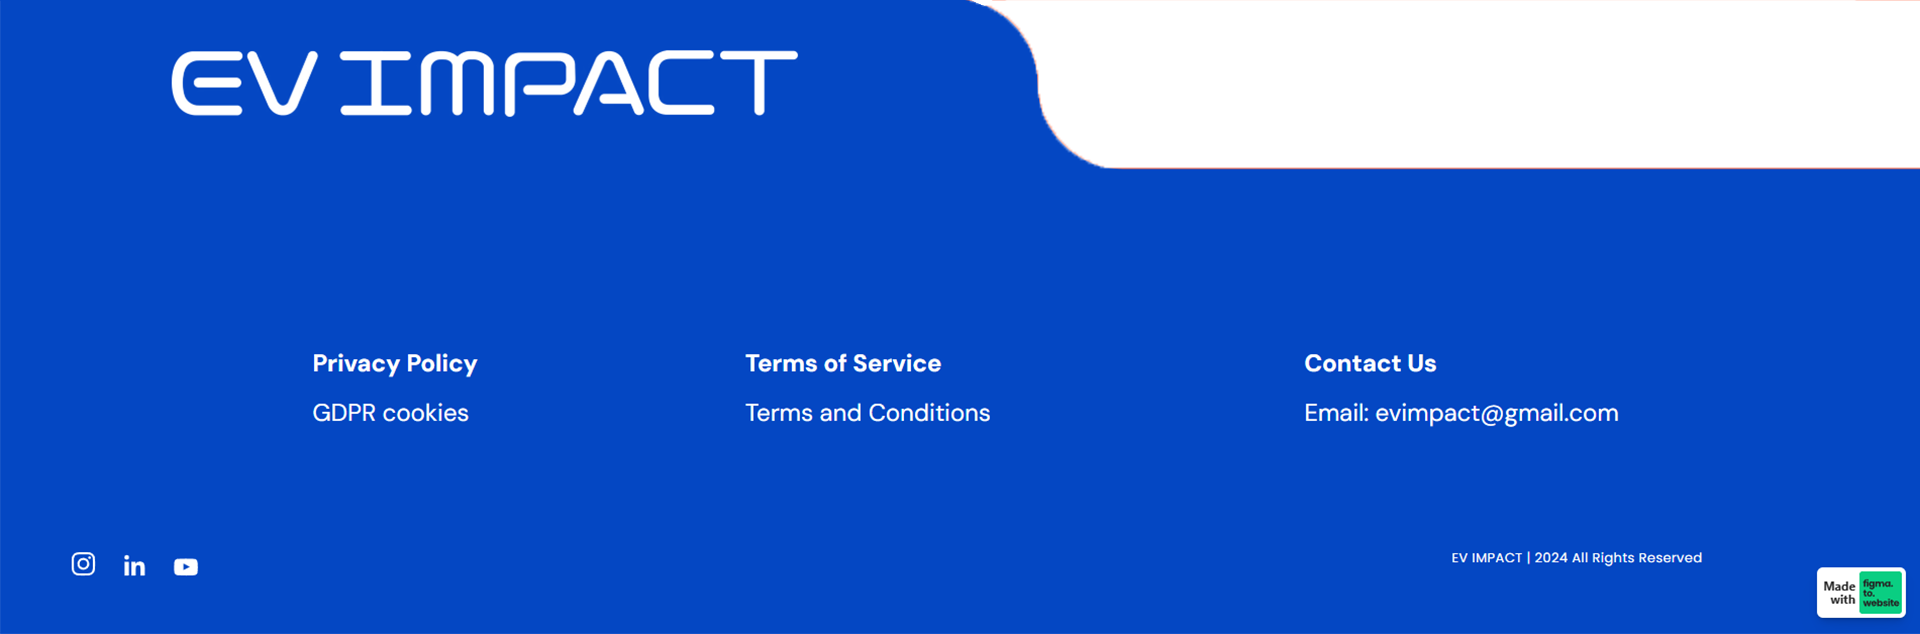 EV IMPACT
Privacy Policy
GDPR cookies
Terms of Service
Terms and Conditions
Contact Us
Email: evimpact@gmail.com
in
EV IMPACT | 2024 All Rights Reserved
Made
with
figma.
to.
website